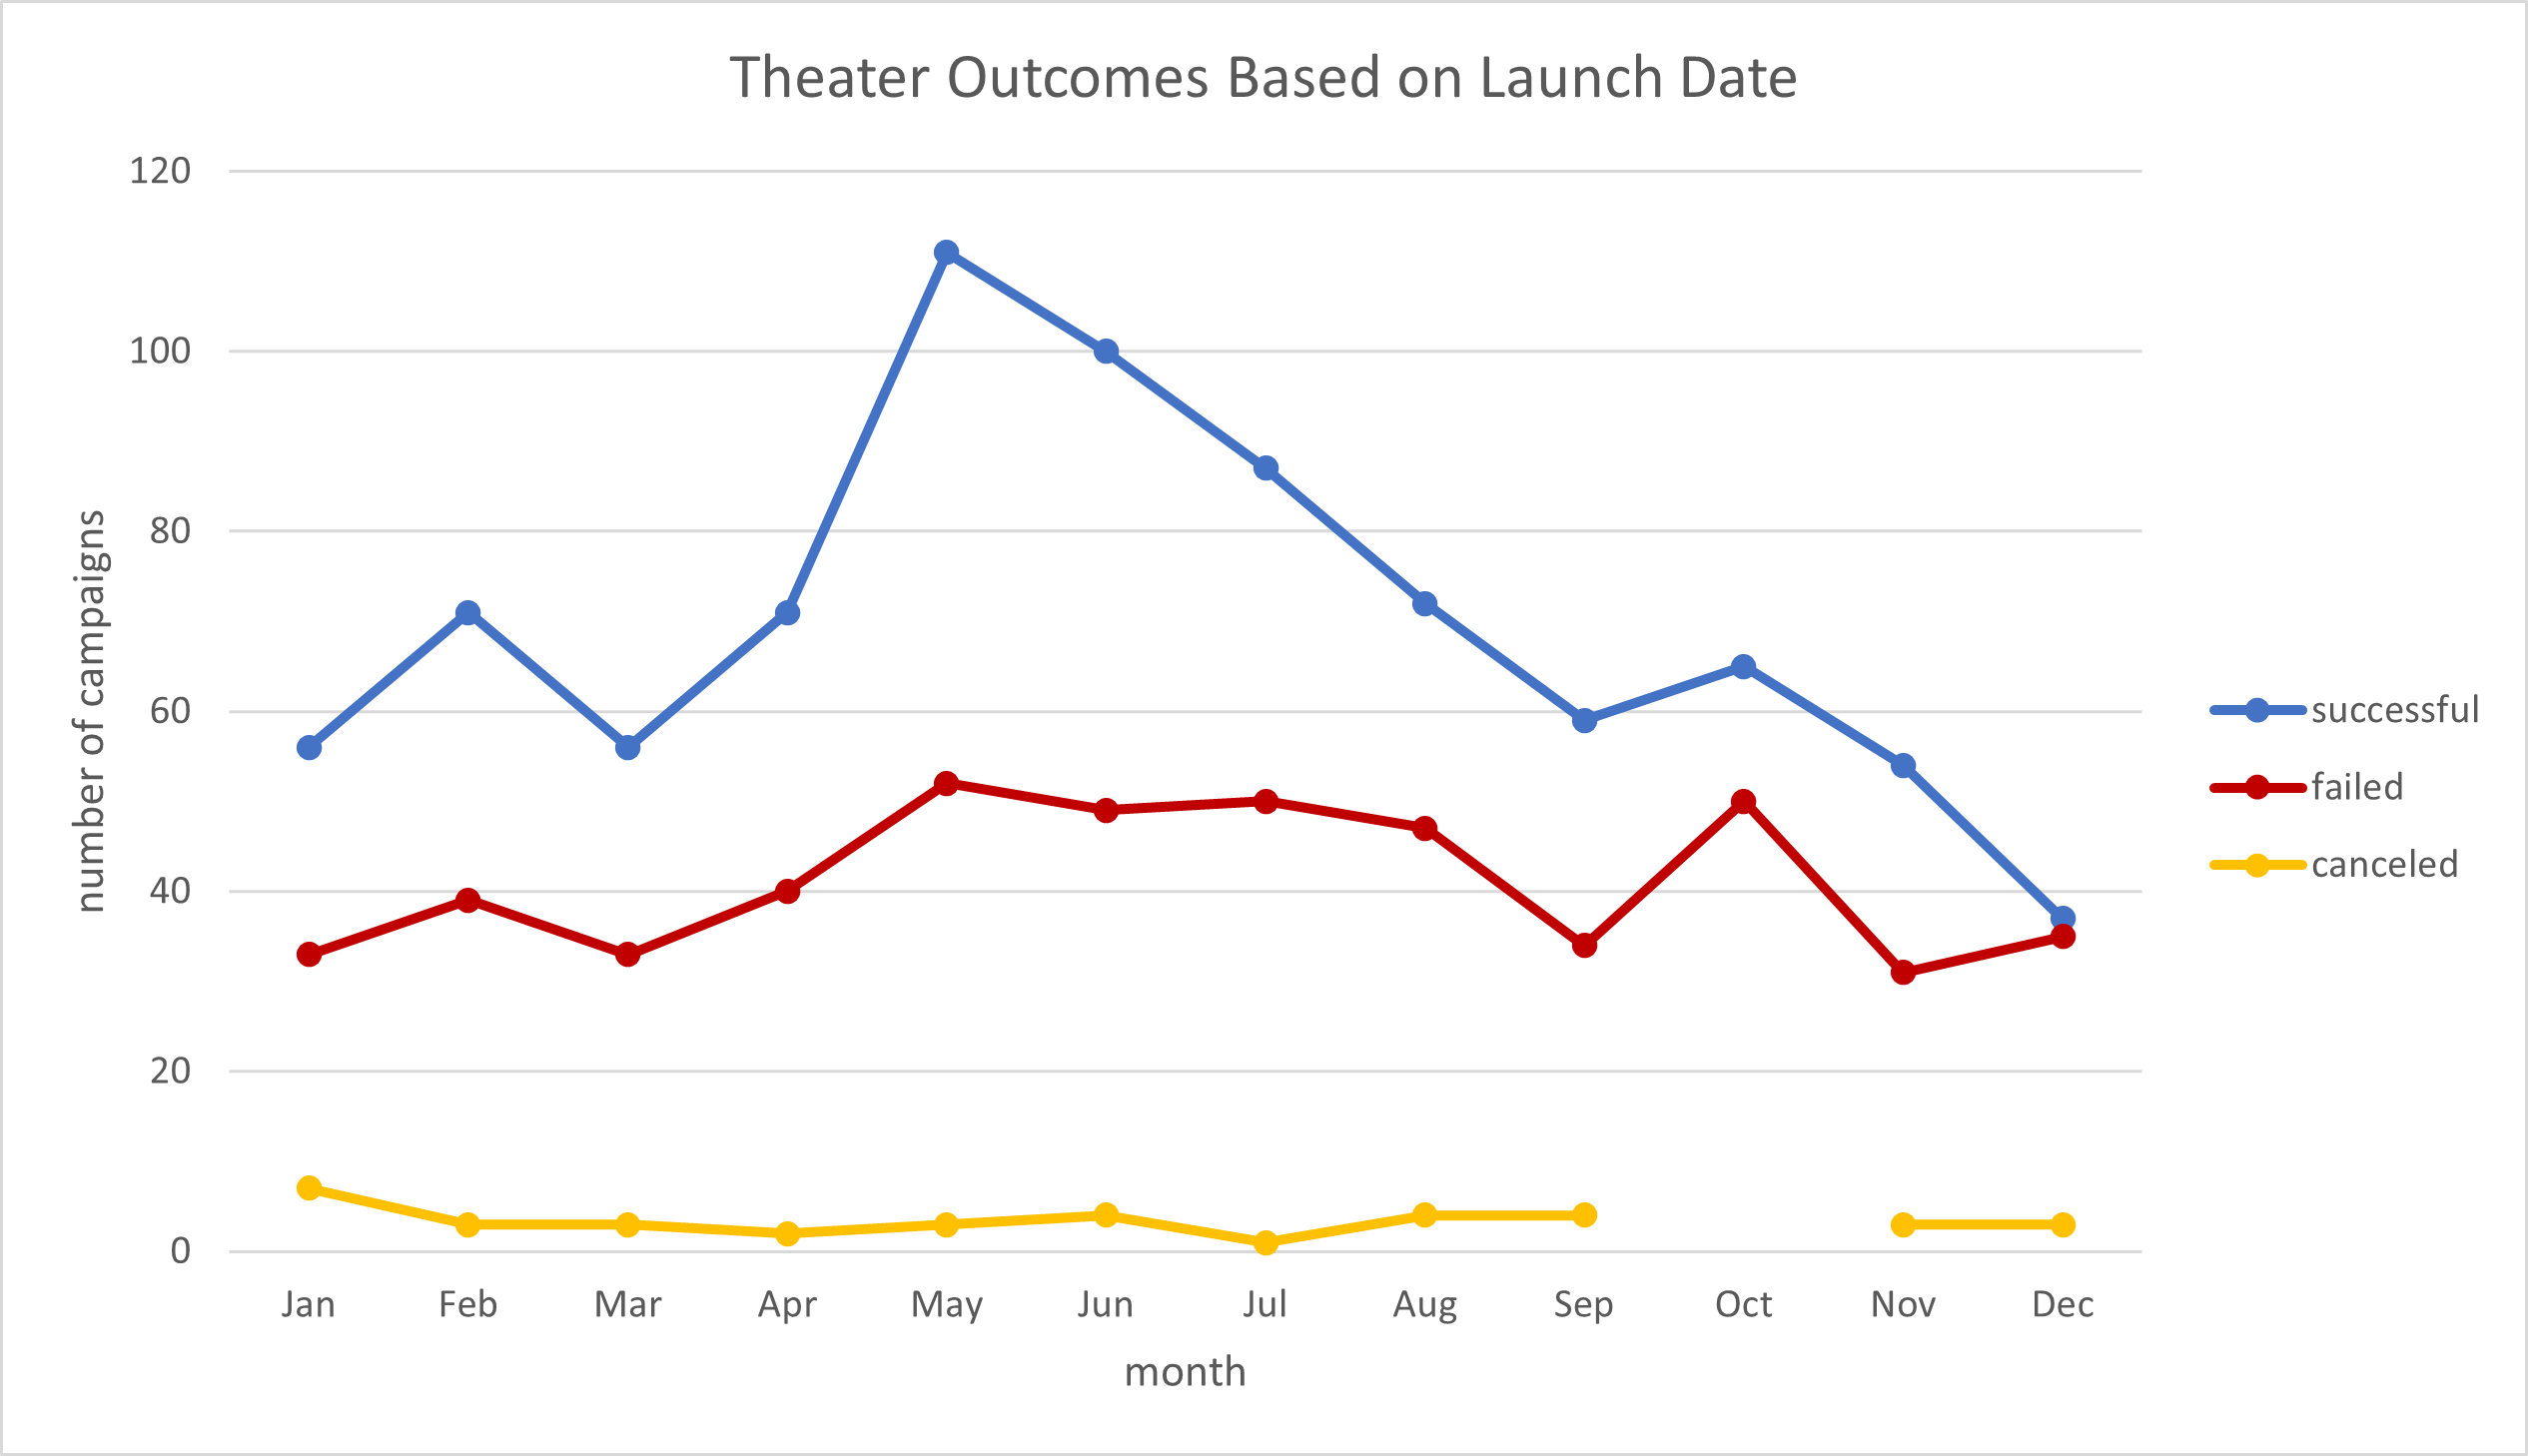 Theater Outcomes Based on Launch Date
120
100
80
60
40
20
0
number of campaigns
Jan Feb Mar Apr May Jun Jul Aug Sep Oct Nov Dec
month
successful
failed
canceled